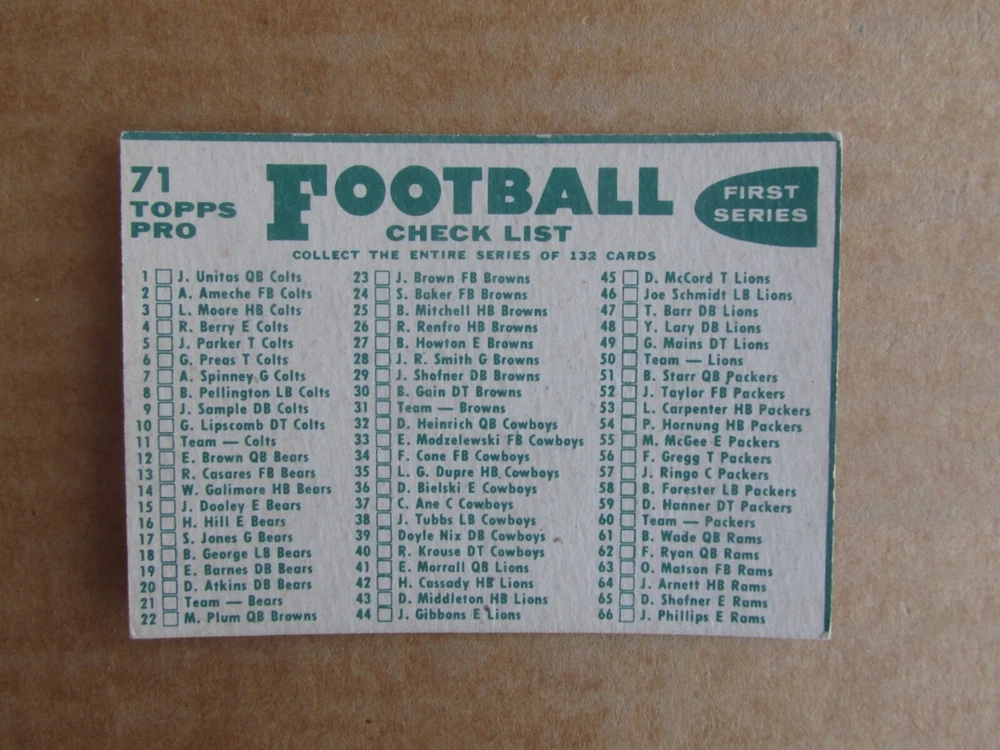 71
TOPPS
PRO
FOOTBALL
CHECK LIST
FIRST
SERIES
COLLECT THE ENTIRE SERIES OF 132 CARDS
1 J. Unitas QB Colts
2 A. Ameche FB Colts
3 L. Moore HB Colts
4 R. Berry E Colts
5 J. Parker T Colts
6 G. Preas T Colts
7 A. Spinney G Colts
8 B. Pellington LB Colts
9 J. Sample DB Colts
10 G. Lipscomb DT Colts
11 Team — Colts
12 E. Brown QB Bears
13 R. Casares FB Bears
14 W. Galimore HB Bears
15 J. Dooley E Bears
16 H. Hill E Bears
17 S. Jones G Bears
18 B. George LB Bears
19 E. Barnes DB Bears
20 D. Atkins DB Bears
21 Team — Bears
22 M. Plum QB Browns
23 J. Brown FB Browns
24 S. Baker FB Browns
25 B. Mitchell HB Browns
26 R. Renfro HB Browns
27 B. Howton E Browns
28 J. R. Smith G Browns
29 J. Shofner DB Browns
30 B. Gain DT Browns
31 Team — Browns
32 D. Heinrich QB Cowboys
33 E. Modzelewski FB Cowboys
34 F. Cone FB Cowboys
35 L. G. Dupre HB Cowboys
36 D. Bielski E Cowboys
37 C. Ane C Cowboys
38 J. Tubbs LB Cowboys
39 Doyle Nix DB Cowboys
40 R. Krouse DT Cowboys
41 E. Morrall QB Lions
42 H. Cassady HB Lions
43 D. Middleton HB Lions
44 J. Gibbons E Lions
45 D. McCord T Lions
46 Joe Schmidt LB Lions
47 T. Barr DB Lions
48 Y. Lary DB Lions
49 G. Mains DT Lions
50 Team — Lions
51 B. Starr QB Packers
52 J. Taylor FB Packers
53 L. Carpenter HB Packers
54 P. Hornung HB Packers
55 M. McGee E Packers
56 F. Gregg T Packers
57 J. Ringo C Packers
58 B. Forester LB Packers
59 D. Hanner DT Packers
60 Team — Packers
61 B. Wade QB Rams
62 F. Ryan QB Rams
63 O. Matson FB Rams
64 J. Arnett HB Rams
65 D. Shofner E Rams
66 J. Phillips E Rams